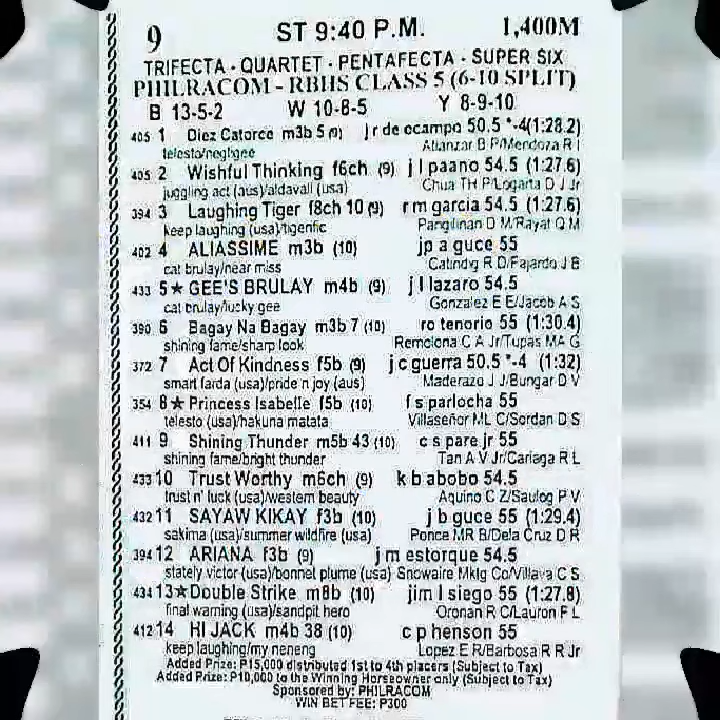 9 ST 9:40 P.M. 1,400M
TRIFECTA - QUARTET - PENTAFECTA - SUPER SIX
PHILRACOM - RBHS CLASS 5 (6-10 SPLIT)
B 13-5-2 W 10-8-5 Y 8-9-10
405 1 Diez Catorce m3b 5 (9) j r de ocampo 50.5 *-4(1:28.2)
telesto/negligee Atlanzar B P/Mendoza R I
405 2 Wishful Thinking f6ch (9) j l paano 54.5 (1:27.6)
juggling act (aus)/aldavali (usa) Chua TH P/Logarta D J Jr
394 3 Laughing Tiger f8ch 10 (9) r m garcia 54.5 (1:27.6)
keep laughing (usa)/tigenfic Pangilinan D M/Rayat Q M
402 4 ALIASSIME m3b (10) jp a guce 55
cat brulay/near miss Catindig R D/Fajardo J B
433 5★ GEE'S BRULAY m4b (9) j l lazaro 54.5
cat brulay/lucky gee Gonzalez E E/Jacob A S
390 6 Bagay Na Bagay m3b 7 (10) ro tenorio 55 (1:30.4)
shining fame/sharp look Remolona C A Jr/Tupas MA G
372 7 Act Of Kindness f5b (9) j c guerra 50.5 *-4 (1:32)
smart farda (usa)/pride n joy (aus) Maderazo J J/Bungar D V
354 8★ Princess Isabelle f5b (10) f s parlocha 55
telesto (usa)/hakuna matata Villaseñor ML C/Sordan D S
411 9 Shining Thunder m5b 43 (10) c s pare jr 55
shining fame/bright thunder Tan A V Jr/Cariaga R L
433 10 Trust Worthy m6ch (9) k b abobo 54.5
trust n' luck (usa)/western beauty Aquino C Z/Saulog P V
432 11 SAYAW KIKAY f3b (10) j b guce 55 (1:29.4)
sakima (usa)/summer wildfire (usa) Ponce MR B/Dela Cruz D R
394 12 ARIANA f3b (9) j m estorque 54.5
stately victor (usa)/bonnet plume (usa) Snowaire Mktg Co/Villava C S
434 13★ Double Strike m8b (10) jim l siego 55 (1:27.8)
final warning (usa)/sandpit hero Oronan R C/Lauron F L
412 14 HI JACK m4b 38 (10) c p henson 55
keep laughing/my neneng Lopez E R/Barbosa R R Jr
Added Prize: P15,000 distributed 1st to 4th placers (Subject to Tax)
Added Prize: P10,000 to the Winning Horseowner only (Subject to Tax)
Sponsored by: PHILRACOM
WIN BET FEE: P300